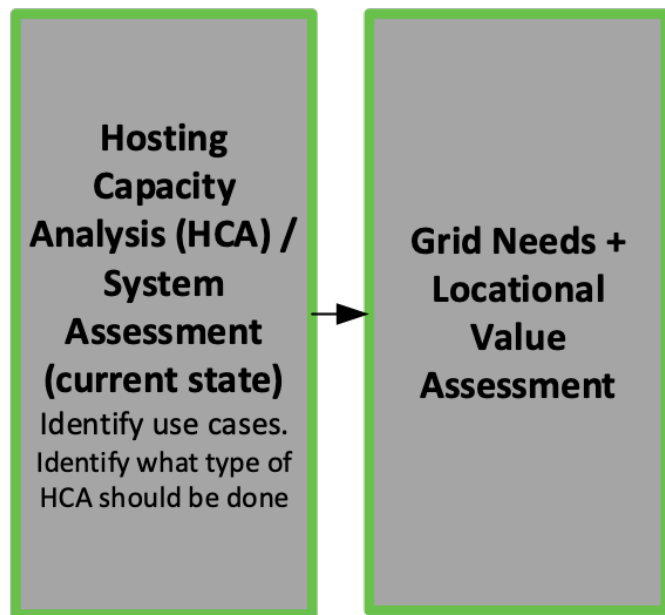 Hosting
Capacity
Analysis (HCA) /
System
Assessment
(current state)
Identify use cases.
Identify what type of
HCA should be done
Grid Needs +
Locational
Value
Assessment